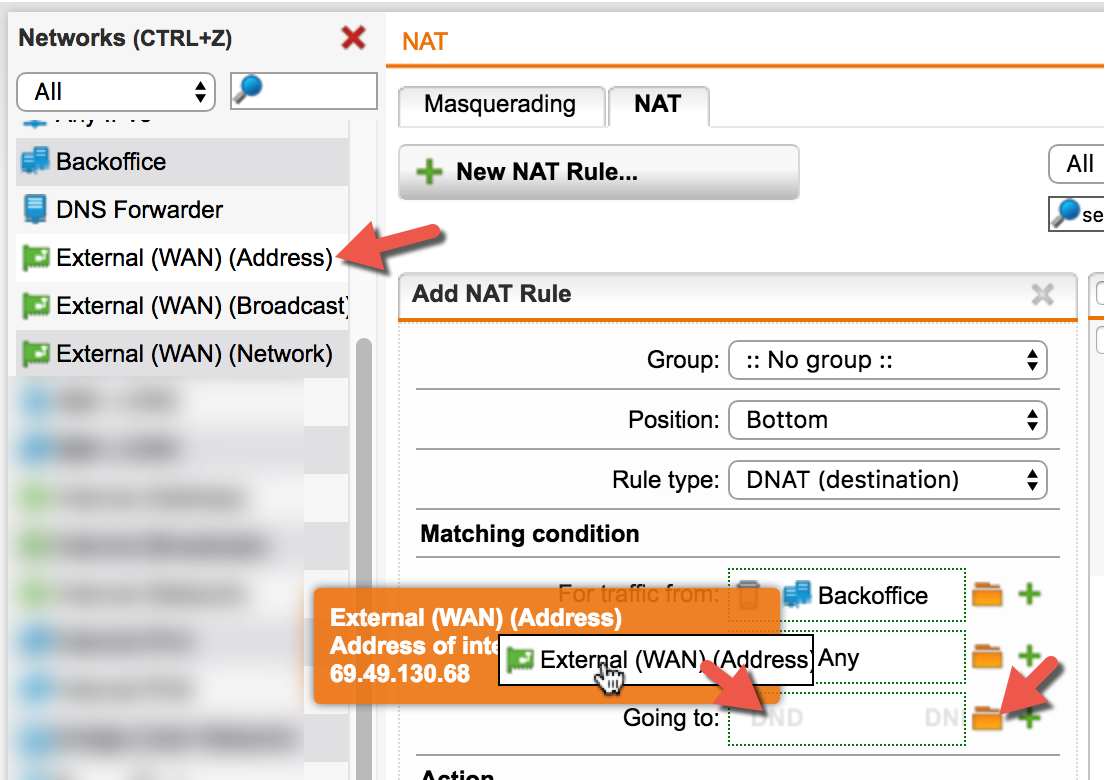 Networks (CTRL+Z)
All
Backoffice
DNS Forwarder
External (WAN) (Address)
External (WAN) (Broadcast)
External (WAN) (Network)
NAT
Masquerading
NAT
New NAT Rule...
All
se
Add NAT Rule
Group: :: No group ::
Position: Bottom
Rule type: DNAT (destination)
Matching condition
For traffic from: Backoffice
External (WAN) (Address)
Address of inte
69.49.130.68
External (WAN) (Address)
Any
Going to: DND DN
Action